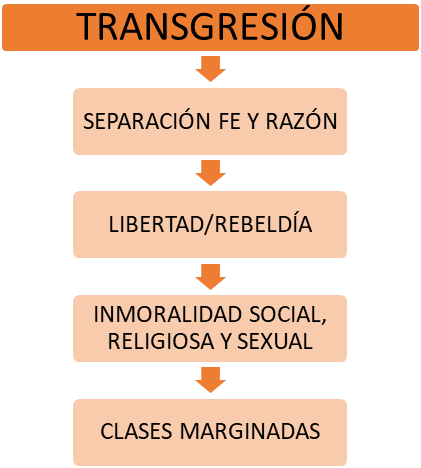 TRANSGRESIÓN
SEPARACIÓN FE Y RAZÓN
LIBERTAD/REBELDÍA
INMORALIDAD SOCIAL,
RELIGIOSA Y SEXUAL
CLASES MARGINADAS